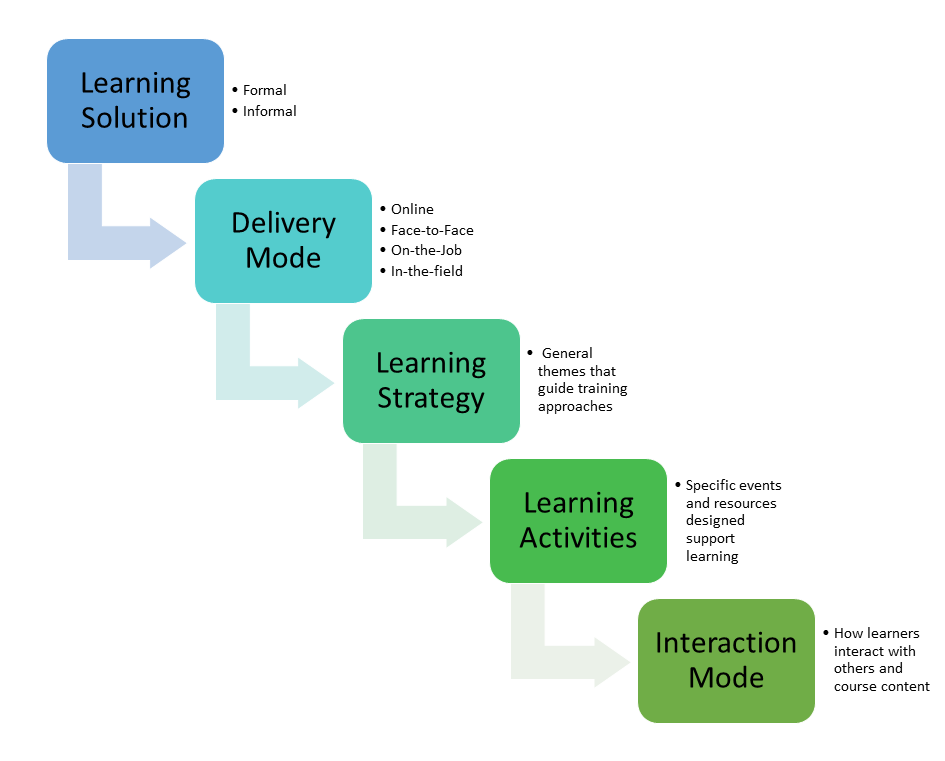 Learning
Solution
• Formal
• Informal
Delivery
Mode
• Online
• Face-to-Face
• On-the-Job
• In-the-field
Learning
Strategy
• General
themes that
guide training
approaches
Learning
Activities
• Specific events
and resources
designed
support
learning
Interaction
Mode
• How learners
interact with
others and
course content